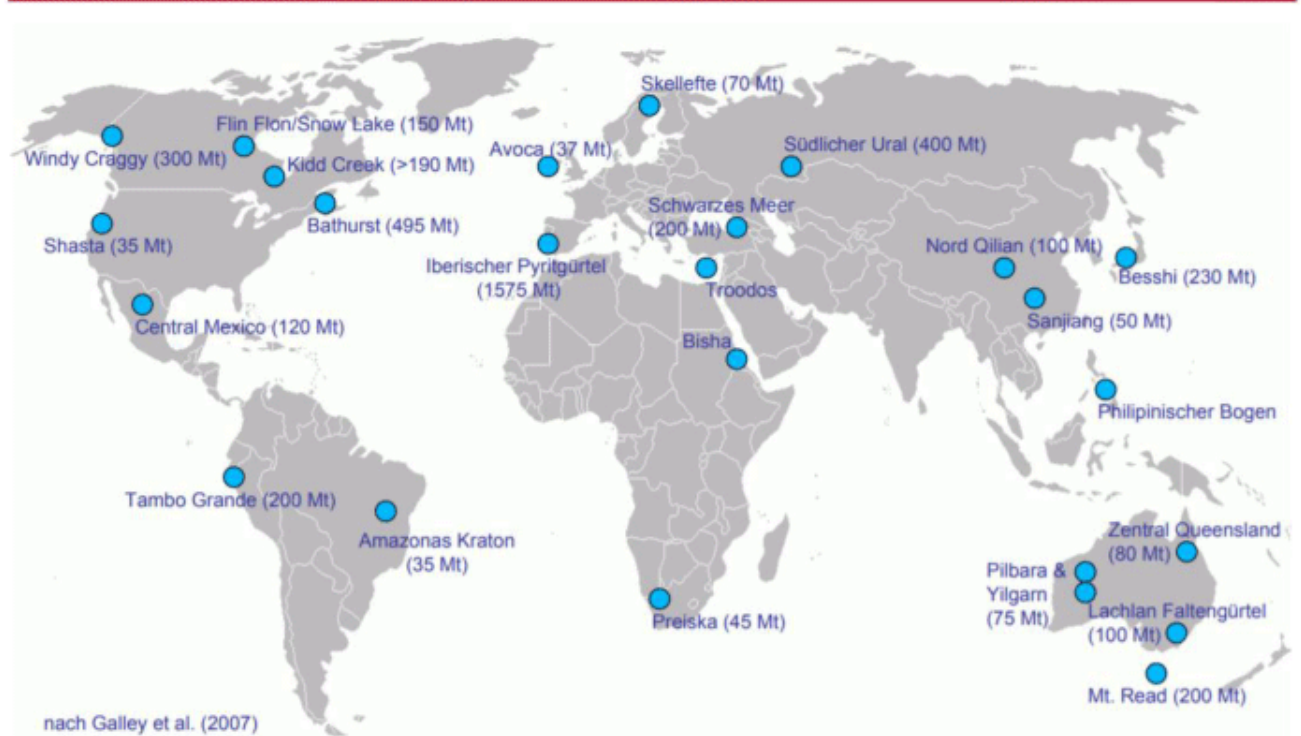 Skellefte (70 Mt)
Flin Flon/Snow Lake (150 Mt)
Avoca (37 Mt)
Südlicher Ural (400 Mt)
Windy Craggy (300 Mt)
Kidd Creek (>190 Mt)
Schwarzes Meer
(200 Mt)
Bathurst (495 Mt)
Shasta (35 Mt)
Nord Qilian (100 Mt)
Iberischer Pyritgürtel
(1575 Mt)
Besshi (230 Mt)
Troodos
Central Mexico (120 Mt)
Sanjiang (50 Mt)
Bisha
Philipinischer Bogen
Tambo Grande (200 Mt)
Amazonas Kraton
(35 Mt)
Zentral Queensland
(80 Mt)
Pilbara &
Yilgarn
(75 Mt)
Lachlan Faltengürtel
(100 Mt)
Preiska (45 Mt)
Mt. Read (200 Mt)
nach Galley et al. (2007)